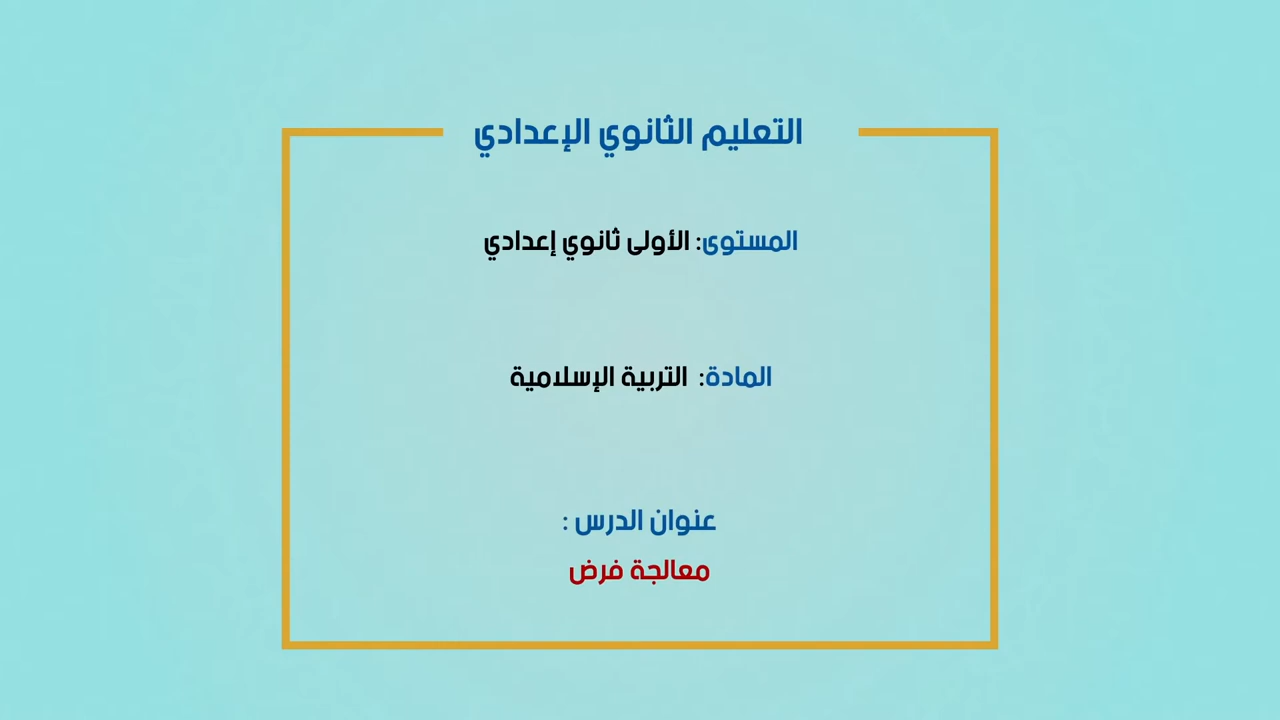 التعليم الثانوي الإعدادي
المستوى: الأولى ثانوي إعدادي
المادة: التربية الإسلامية
عنوان الدرس :
معالجة فرض